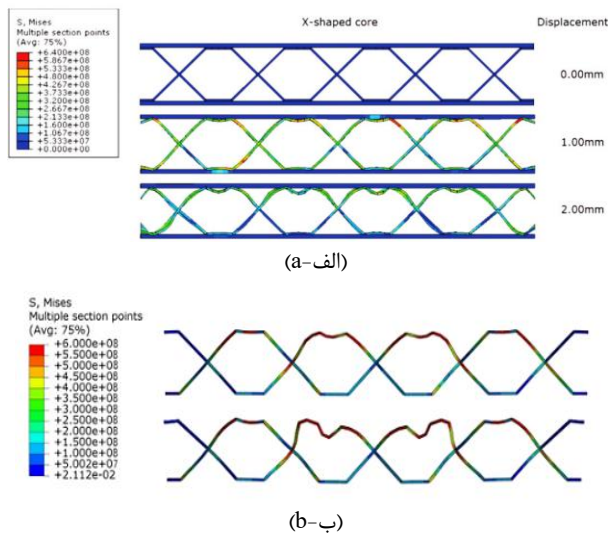 S, Mises
Multiple section points
(Avg: 75%)
+6.400e+08
+5.867e+08
+5.333e+08
+4.800e+08
+4.267e+08
+3.733e+08
+3.200e+08
+2.667e+08
+2.133e+08
+1.600e+08
+1.067e+08
+5.333e+07
+0.000e+00
X-shaped core
Displacement
0.00mm
1.00mm
2.00mm
(a-الف)
S, Mises
Multiple section points
(Avg: 75%)
+6.000e+08
+5.500e+08
+5.000e+08
+4.500e+08
+4.000e+08
+3.500e+08
+3.000e+08
+2.500e+08
+2.000e+08
+1.500e+08
+1.000e+08
+5.002e+07
+2.112e-02
(b-ب)